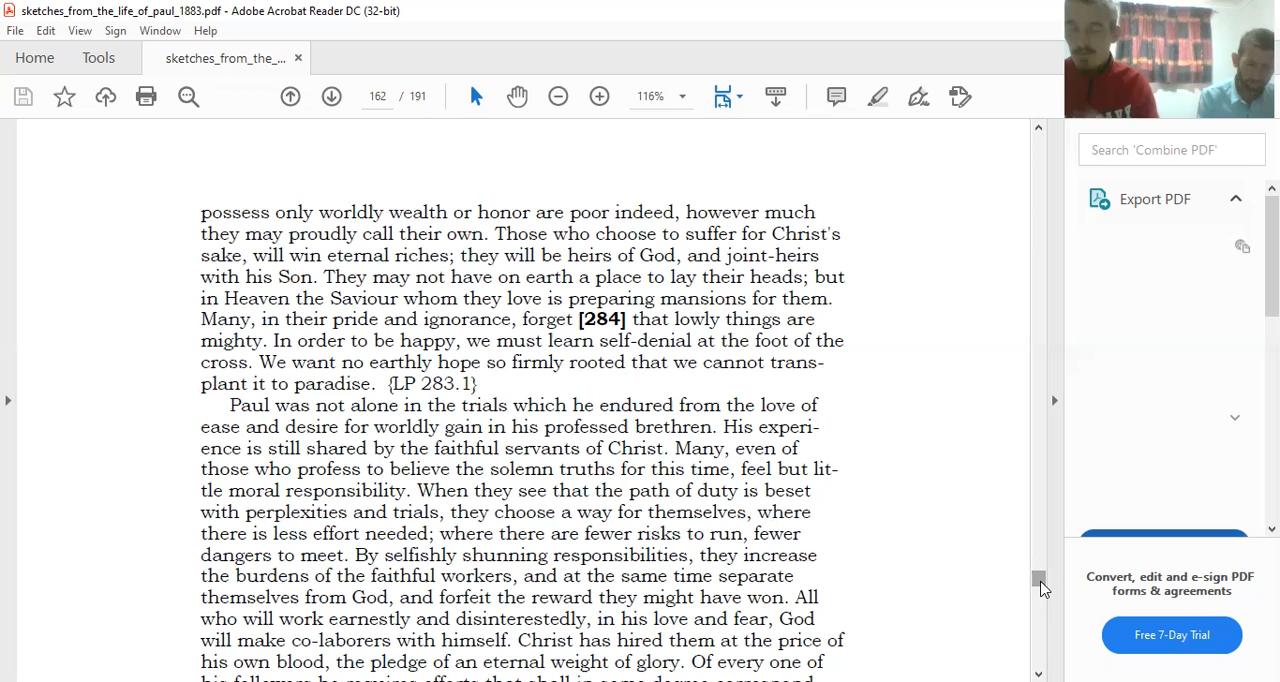 sketches_from_the_life_of_paul_1883.pdf - Adobe Acrobat Reader DC (32-bit)
File Edit View Sign Window Help
Home Tools sketches_from_the_... ×
162 / 191 116%
Search 'Combine PDF'
Export PDF
possess only worldly wealth or honor are poor indeed, however much
they may proudly call their own. Those who choose to suffer for Christ's
sake, will win eternal riches; they will be heirs of God, and joint-heirs
with his Son. They may not have on earth a place to lay their heads; but
in Heaven the Saviour whom they love is preparing mansions for them.
Many, in their pride and ignorance, forget [284] that lowly things are
mighty. In order to be happy, we must learn self-denial at the foot of the
cross. We want no earthly hope so firmly rooted that we cannot trans-
plant it to paradise. {LP 283.1}
Paul was not alone in the trials which he endured from the love of
ease and desire for worldly gain in his professed brethren. His experi-
ence is still shared by the faithful servants of Christ. Many, even of
those who profess to believe the solemn truths for this time, feel but lit-
tle moral responsibility. When they see that the path of duty is beset
with perplexities and trials, they choose a way for themselves, where
there is less effort needed; where there are fewer risks to run, fewer
dangers to meet. By selfishly shunning responsibilities, they increase
the burdens of the faithful workers, and at the same time separate
themselves from God, and forfeit the reward they might have won. All
who will work earnestly and disinterestedly, in his love and fear, God
will make co-laborers with himself. Christ has hired them at the price of
his own blood, the pledge of an eternal weight of glory. Of every one of
his followers he requires efforts that shall in some degree correspond
Convert, edit and e-sign PDF
forms & agreements
Free 7-Day Trial